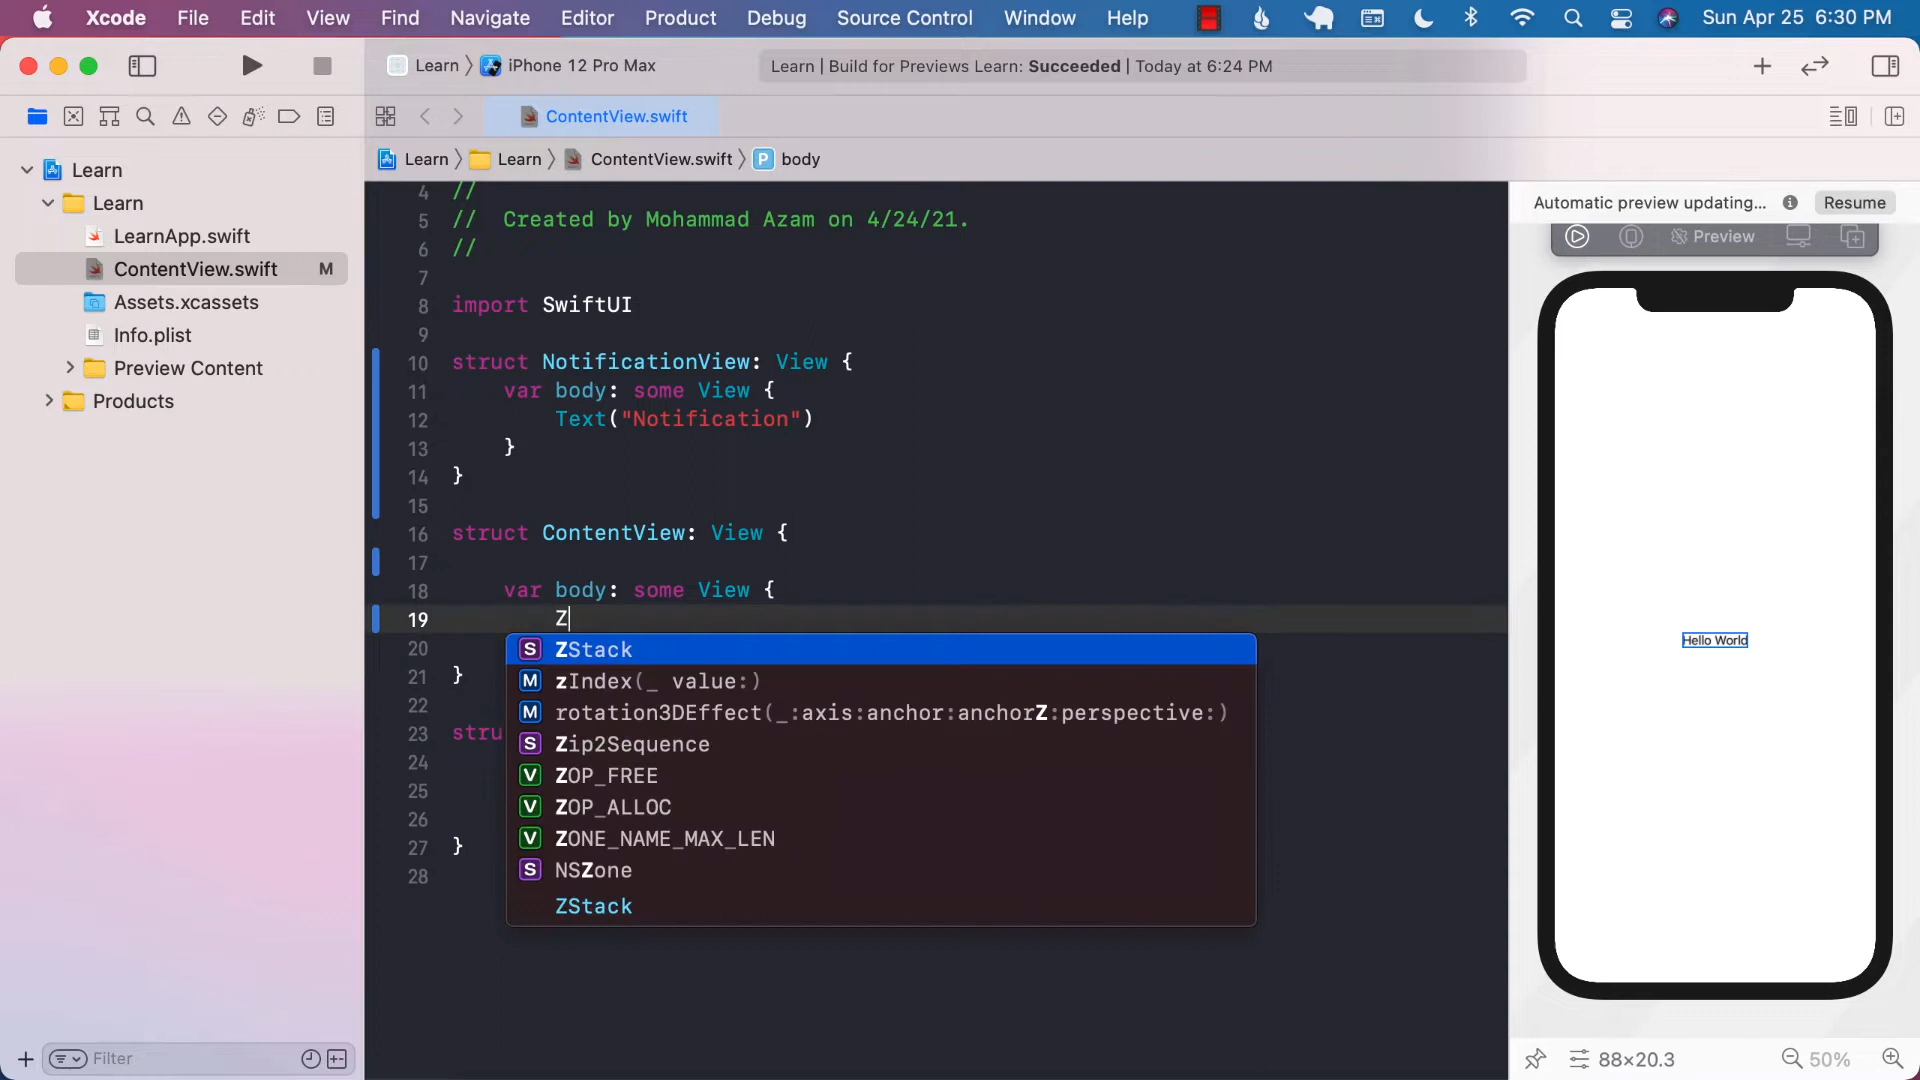 Xcode File Edit View Find Navigate Editor Product Debug Source Control Window Help Sun Apr 25 6:30 PM
Learn iPhone 12 Pro Max Learn | Build for Previews Learn: Succeeded | Today at 6:24 PM
ContentView.swift
Learn Learn ContentView.swift P body
Learn
Learn
LearnApp.swift
ContentView.swift M
Assets.xcassets
Info.plist
Preview Content
Products
Filter
4 //
5 // Created by Mohammad Azam on 4/24/21.
6 //
7
8 import SwiftUI
9
10 struct NotificationView: View {
11 var body: some View {
12 Text("Notification")
13 }
14 }
15
16 struct ContentView: View {
17
18 var body: some View {
19 Z
20
21 }
22
23 stru
24
25
26
27 }
28
S ZStack
M zIndex(_ value:)
M rotation3DEffect(_:axis:anchor:anchorZ:perspective:)
S Zip2Sequence
V ZOP_FREE
V ZOP_ALLOC
V ZONE_NAME_MAX_LEN
S NSZone
ZStack
Automatic preview updating... Resume
Preview
Hello World
88×20.3 50%